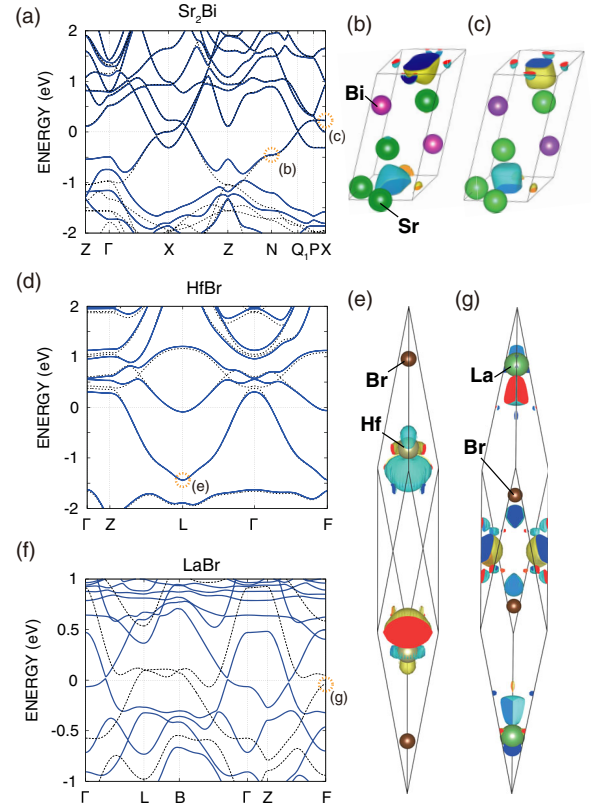 (a)
Sr₂Bi
ENERGY (eV)
2
1
0
-1
-2
Z Γ X Z N Q₁PX
(b)
(c)
(b)
(c)
Bi
Sr
(d)
HfBr
ENERGY (eV)
2
1
0
-1
-2
Γ Z L Γ F
(e)
(e)
(g)
Br
Hf
La
Br
(f)
LaBr
ENERGY (eV)
1
0.5
0
-0.5
-1
Γ L B Γ Z F
(g)